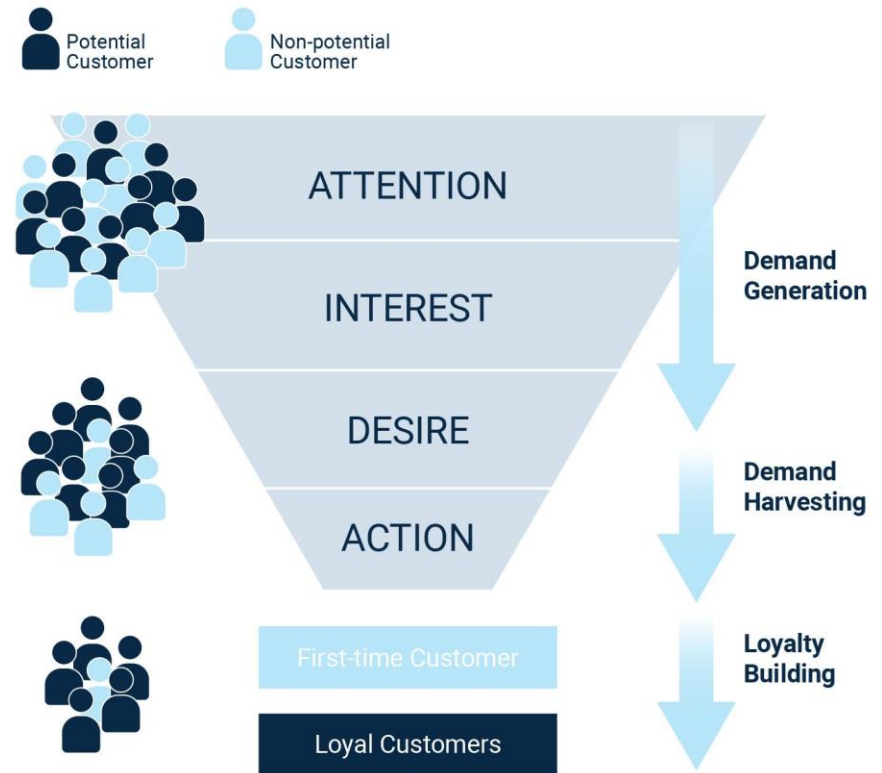 Potential
Customer
Non-potential
Customer
ATTENTION
INTEREST
DESIRE
ACTION
Demand
Generation
Demand
Harvesting
First-time Customer
Loyalty
Building
Loyal Customers